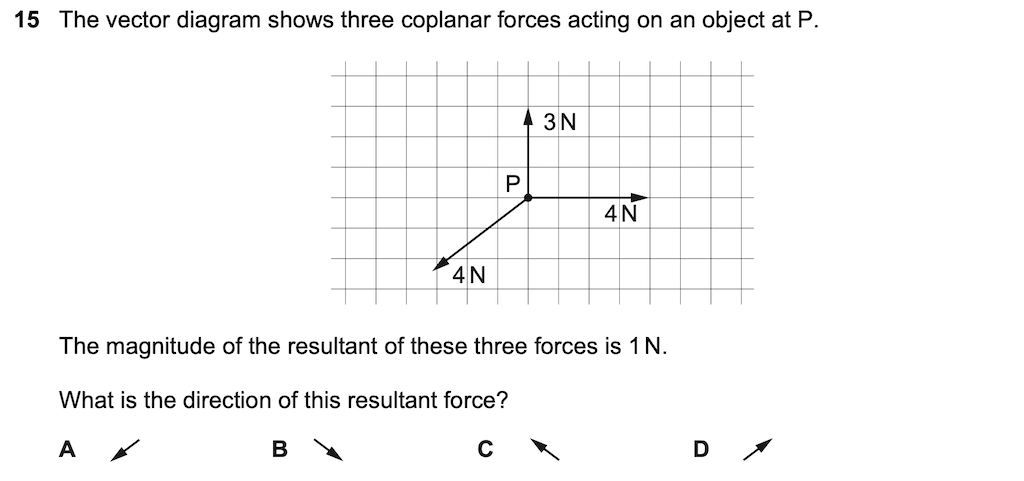 15 The vector diagram shows three coplanar forces acting on an object at P.
3 N
P
4 N
4 N
The magnitude of the resultant of these three forces is 1 N.
What is the direction of this resultant force?
A B C D